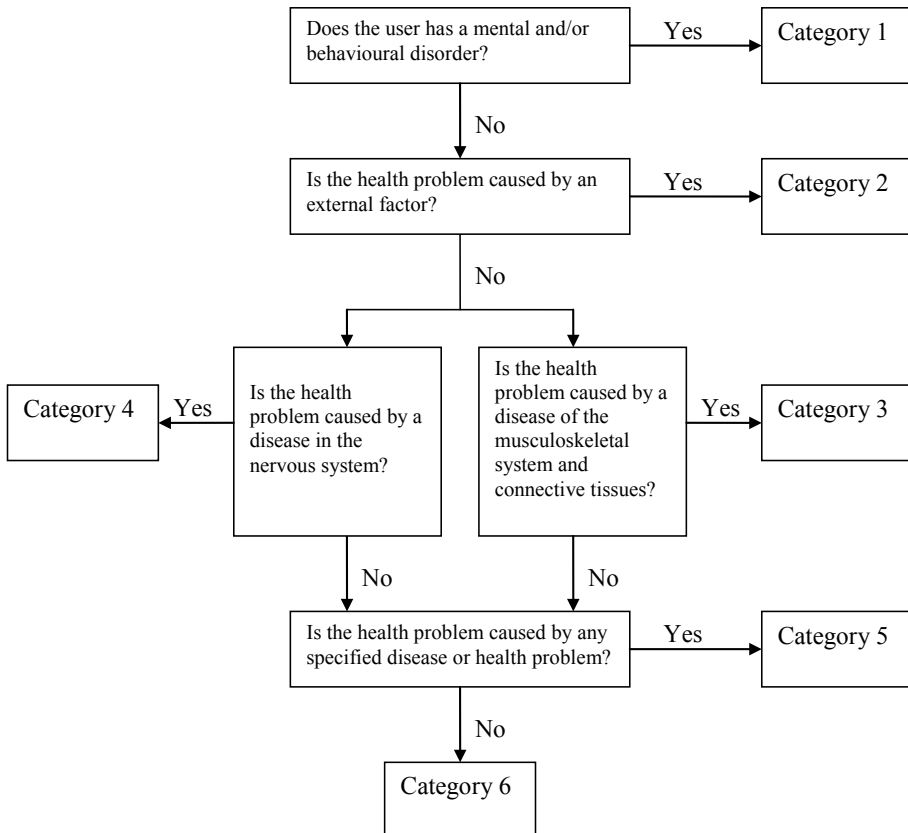 Does the user has a mental and/or
behavioural disorder?
Yes
Category 1
No
Is the health problem caused by an
external factor?
Yes
Category 2
No
Category 4
Yes
Is the health
problem caused by a
disease in the
nervous system?
Is the health
problem caused by a
disease of the
musculoskeletal
system and
connective tissues?
Yes
Category 3
No
No
Is the health problem caused by any
specified disease or health problem?
Yes
Category 5
No
Category 6